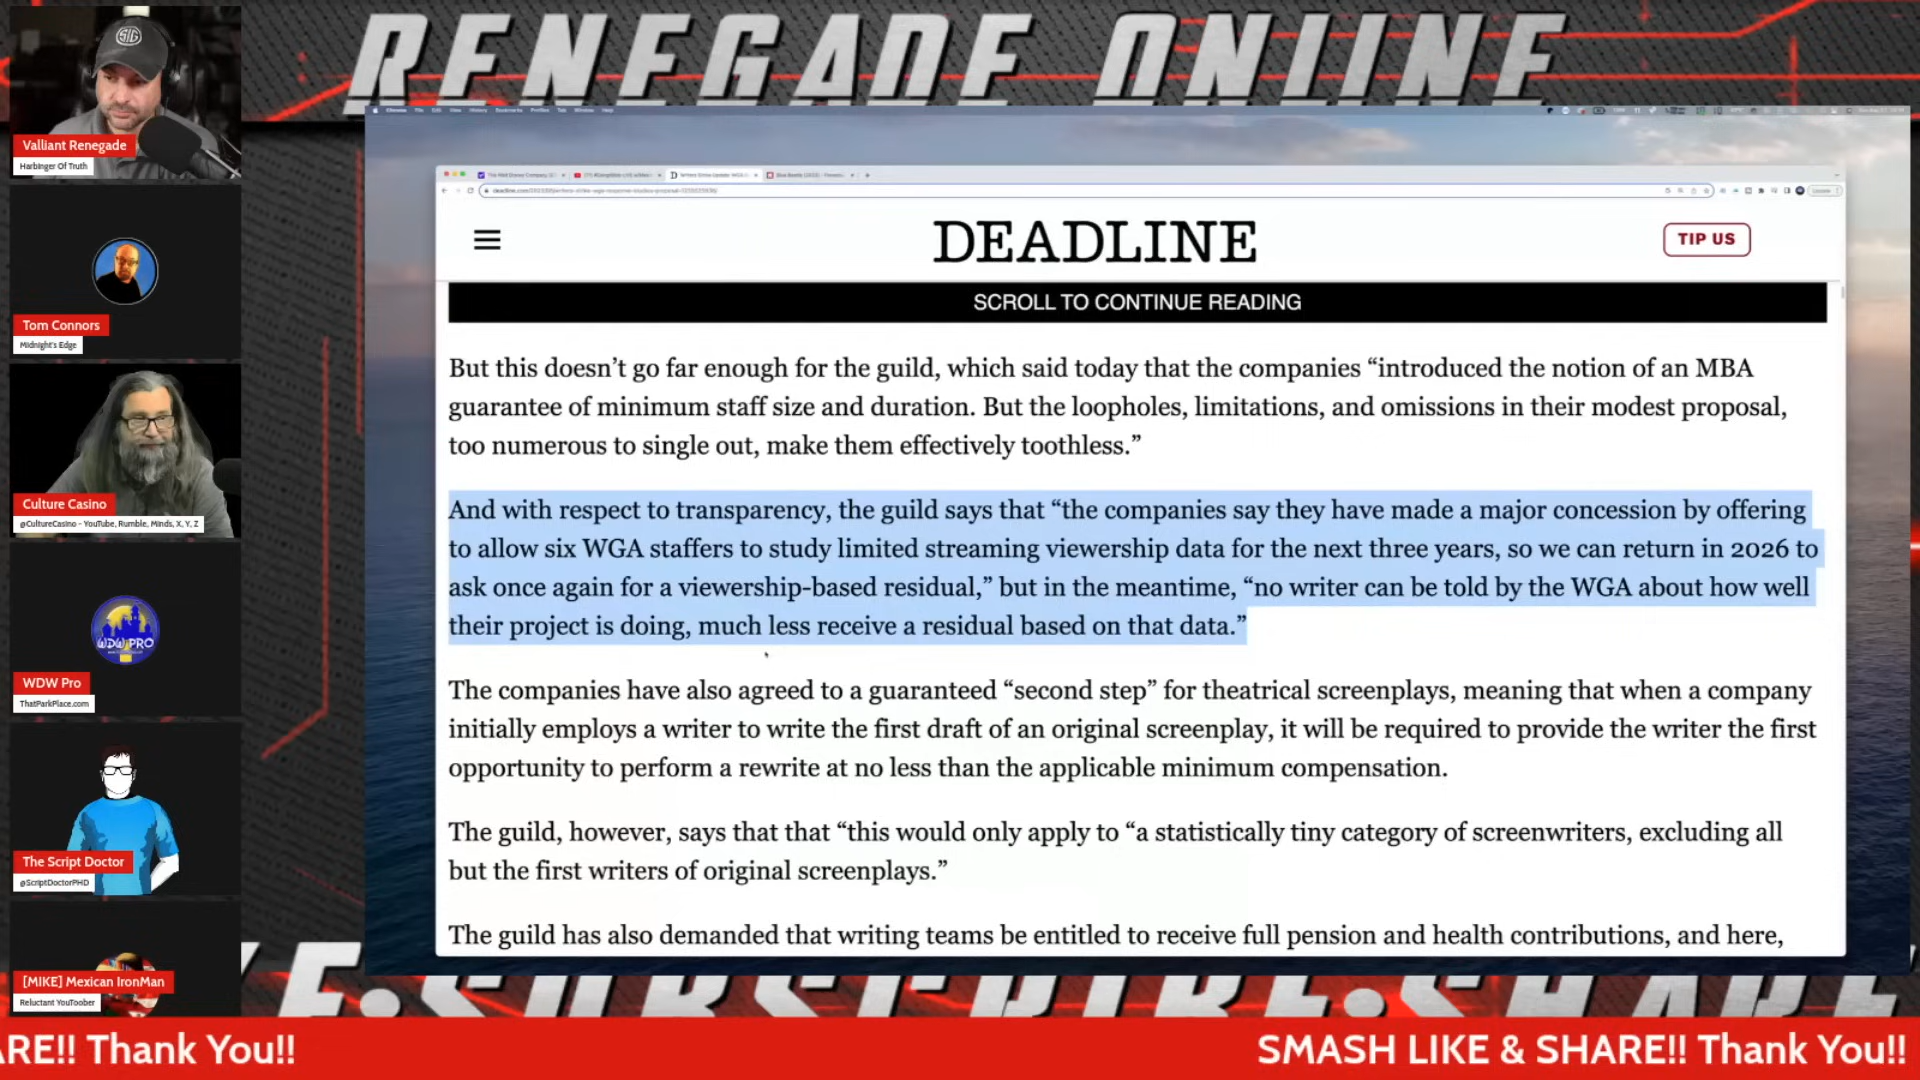 RENEGADE ONLINE
SIG
Valliant Renegade
Harbinger Of Truth
Tom Connors
Midnight's Edge
Culture Casino
@CultureCasino - YouTube, Rumble, Minds, X, Y, Z
WDW PRO
WDW Pro
ThatParkPlace.com
The Script Doctor
@ScriptDoctorPHD
[MIKE] Mexican IronMan
Reluctant YouToober
DEADLINE
TIP US
SCROLL TO CONTINUE READING
But this doesn’t go far enough for the guild, which said today that the companies “introduced the notion of an MBA
guarantee of minimum staff size and duration. But the loopholes, limitations, and omissions in their modest proposal,
too numerous to single out, make them effectively toothless.”
And with respect to transparency, the guild says that “the companies say they have made a major concession by offering
to allow six WGA staffers to study limited streaming viewership data for the next three years, so we can return in 2026 to
ask once again for a viewership-based residual,” but in the meantime, “no writer can be told by the WGA about how well
their project is doing, much less receive a residual based on that data.”
The companies have also agreed to a guaranteed “second step” for theatrical screenplays, meaning that when a company
initially employs a writer to write the first draft of an original screenplay, it will be required to provide the writer the first
opportunity to perform a rewrite at no less than the applicable minimum compensation.
The guild, however, says that that “this would only apply to “a statistically tiny category of screenwriters, excluding all
but the first writers of original screenplays.”
The guild has also demanded that writing teams be entitled to receive full pension and health contributions, and here,
ARE!! Thank You!!
SMASH LIKE & SHARE!! Thank You!!